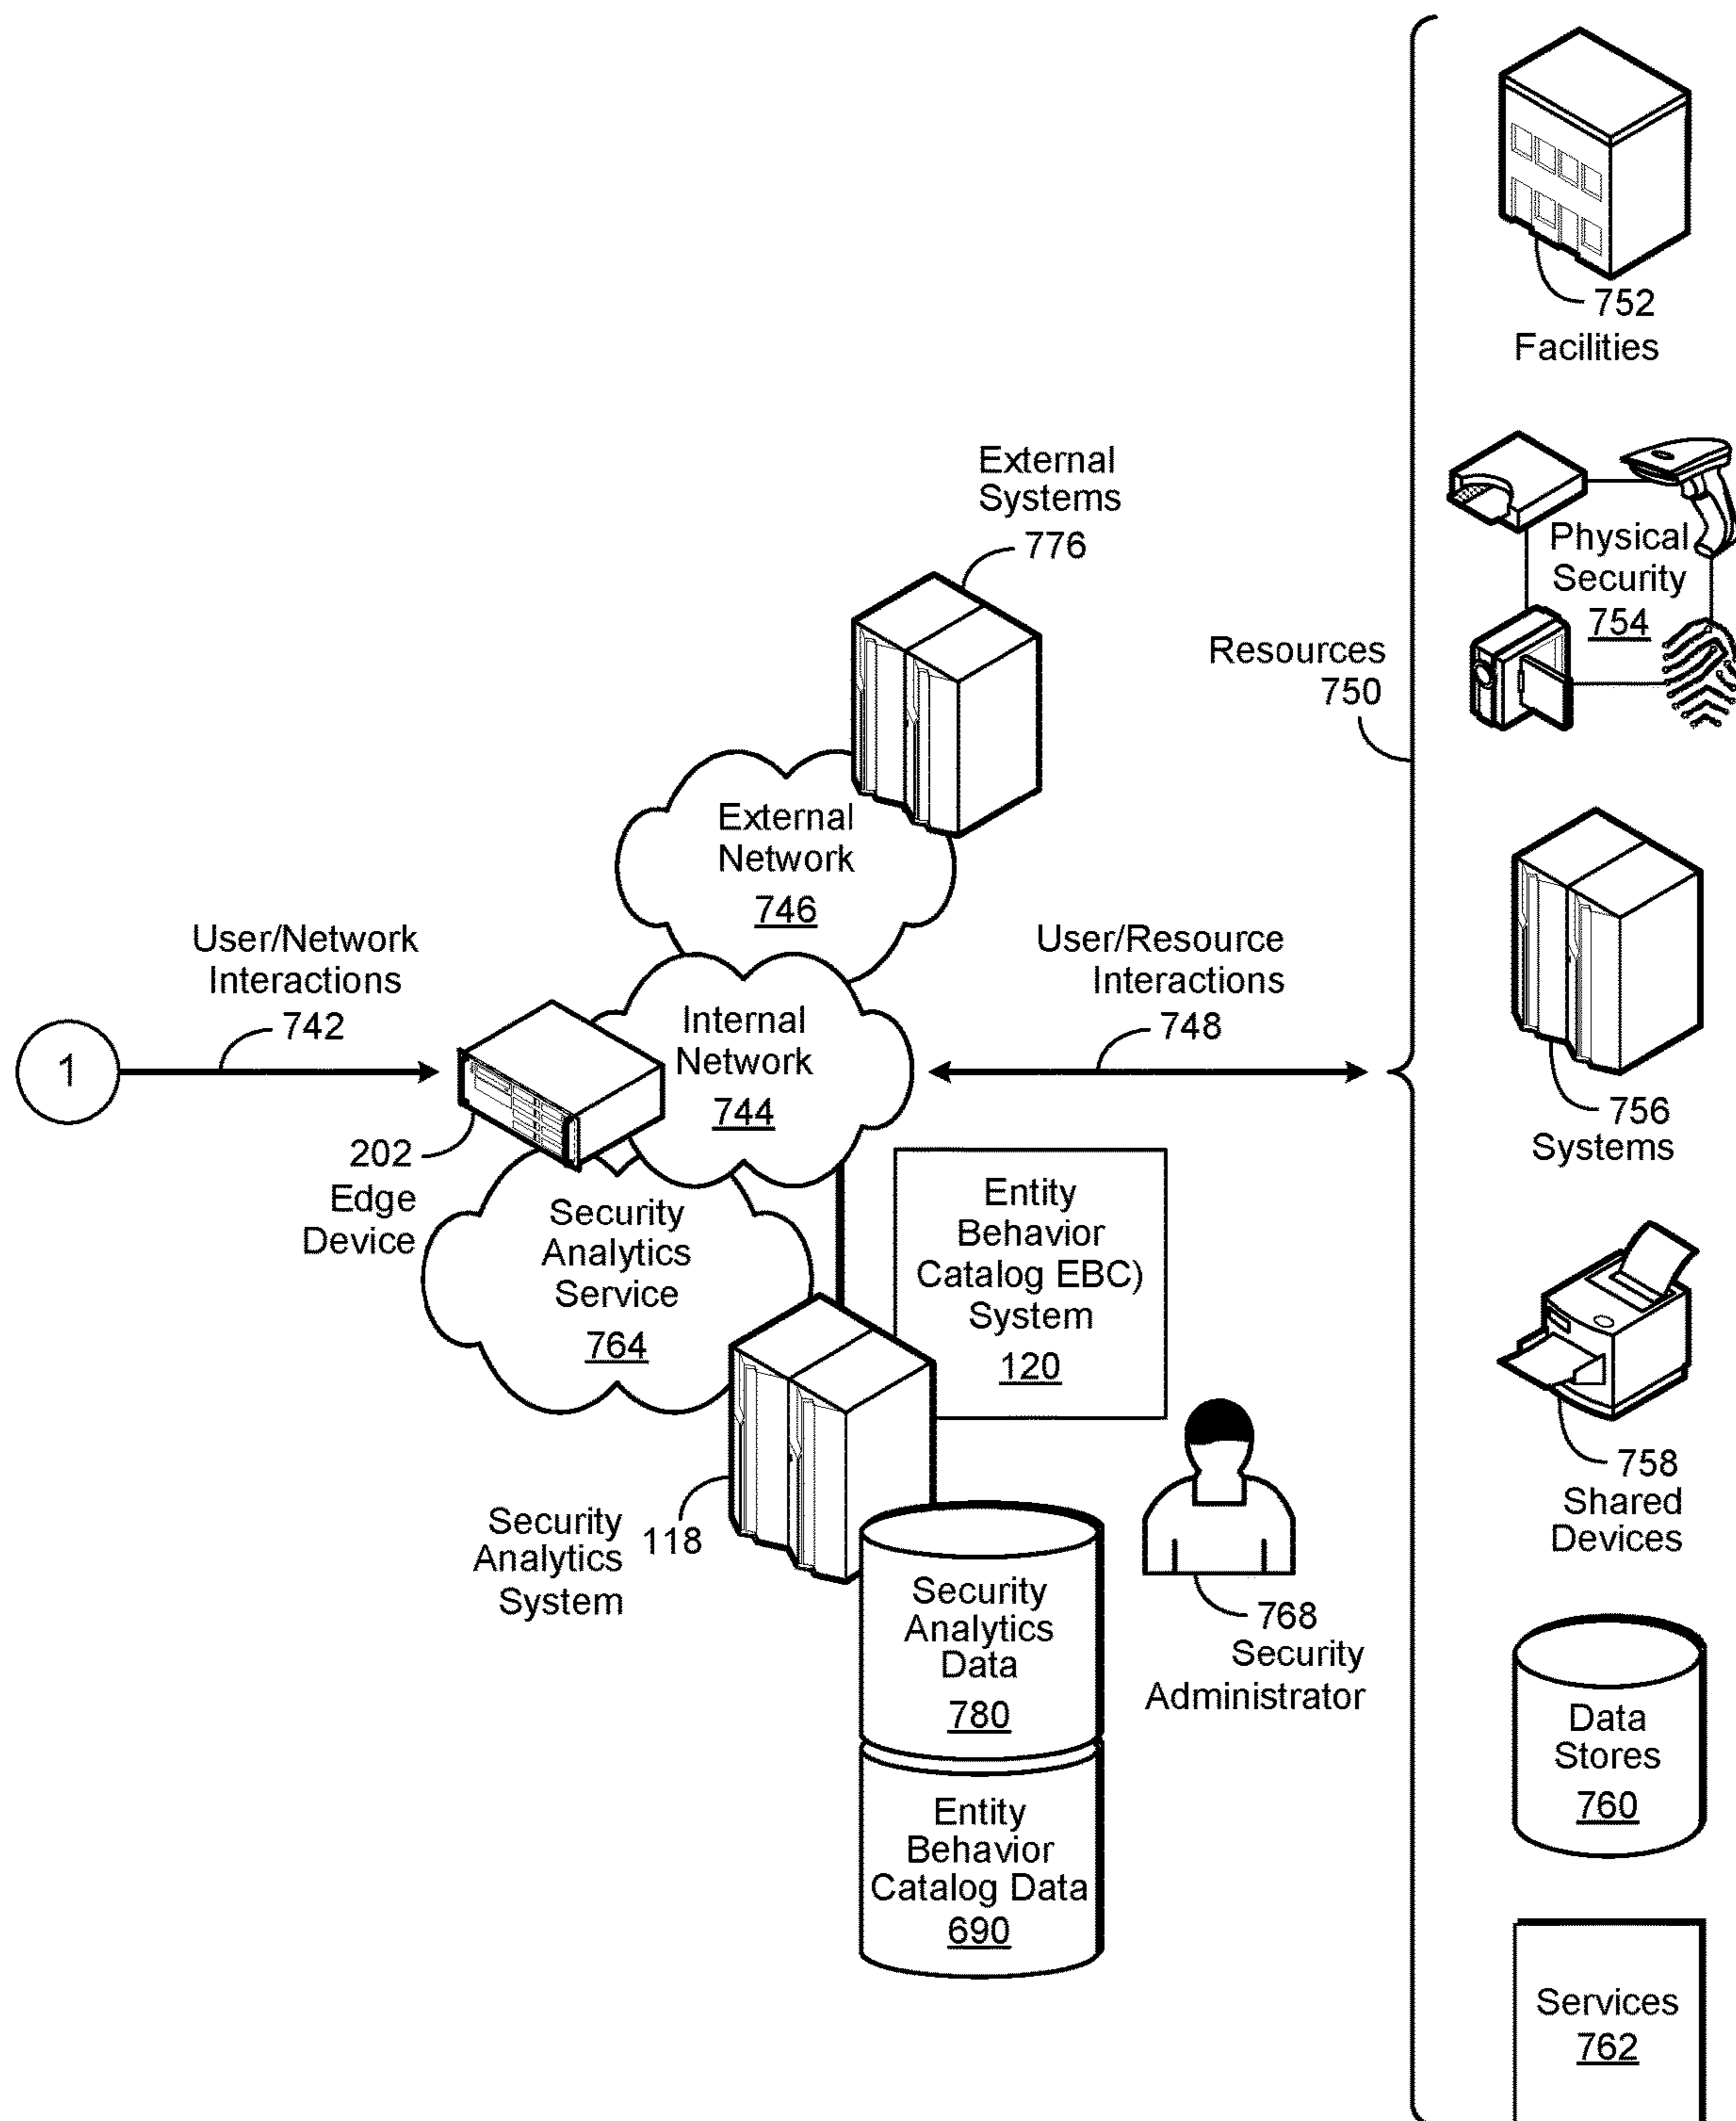 752
Facilities
External
Systems
776
Physical
Security
754
Resources
750
External
Network
746
User/Network
Interactions
742
User/Resource
Interactions
748
1
Internal
Network
744
756
Systems
202
Edge
Device
Security
Analytics
Service
764
Entity
Behavior
Catalog EBC)
System
120
758
Shared
Devices
Security
Analytics
System
118
Security
Analytics
Data
780
768
Security
Administrator
Data
Stores
760
Entity
Behavior
Catalog Data
690
Services
762